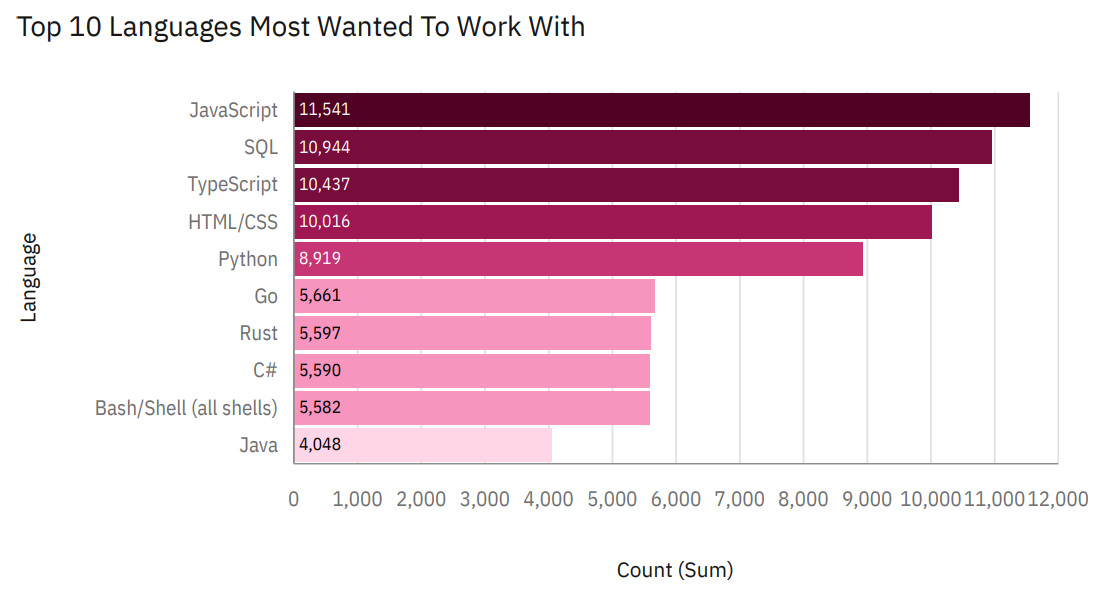 Top 10 Languages Most Wanted To Work With
Language
JavaScript 11,541
SQL 10,944
TypeScript 10,437
HTML/CSS 10,016
Python 8,919
Go 5,661
Rust 5,597
C# 5,590
Bash/Shell (all shells) 5,582
Java 4,048
0 1,000 2,000 3,000 4,000 5,000 6,000 7,000 8,000 9,000 10,000 11,000 12,000
Count (Sum)